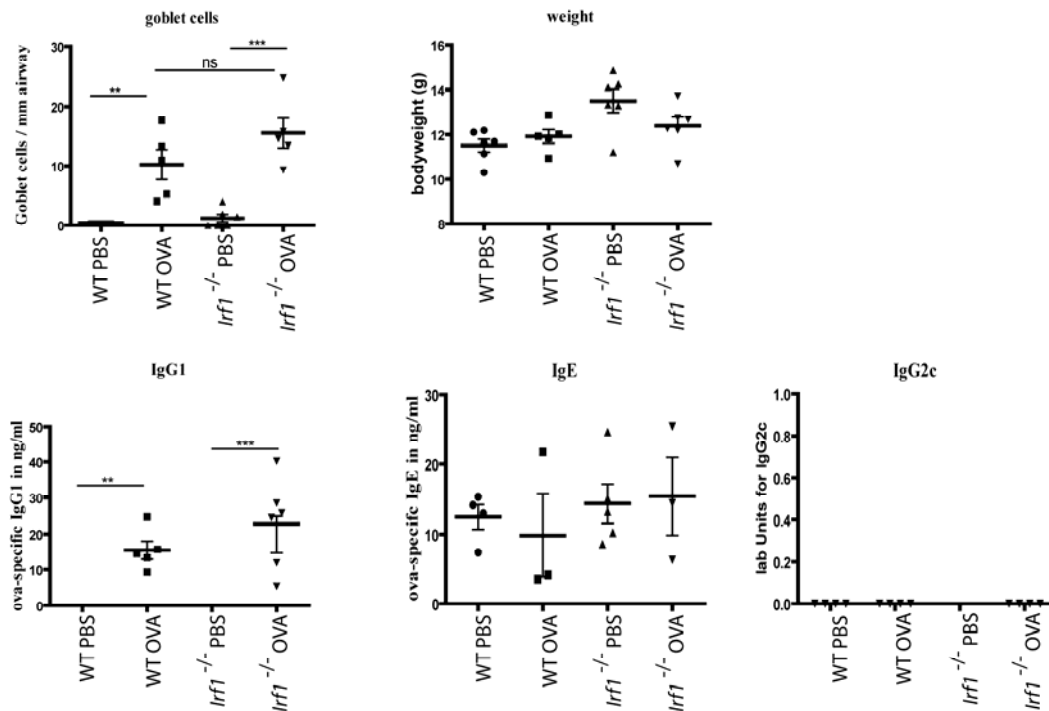 goblet cells
Goblet cells / mm airway
30
20
10
0
**
ns
***
WT PBS
WT OVA
Irf1 -/- PBS
Irf1 -/- OVA
weight
bodyweight (g)
16
14
12
10
8
WT PBS
WT OVA
Irf1 -/- PBS
Irf1 -/- OVA
IgG1
ova-specific IgG1 in ng/ml
50
40
30
20
10
0
**
***
WT PBS
WT OVA
Irf1 -/- PBS
Irf1 -/- OVA
IgE
ova-specifc IgE in ng/ml
30
20
10
0
WT PBS
WT OVA
Irf1 -/- PBS
Irf1 -/- OVA
IgG2c
lab Units for IgG2c
1.0
0.8
0.6
0.4
0.2
0.0
WT PBS
WT OVA
Irf1 -/- PBS
Irf1 -/- OVA